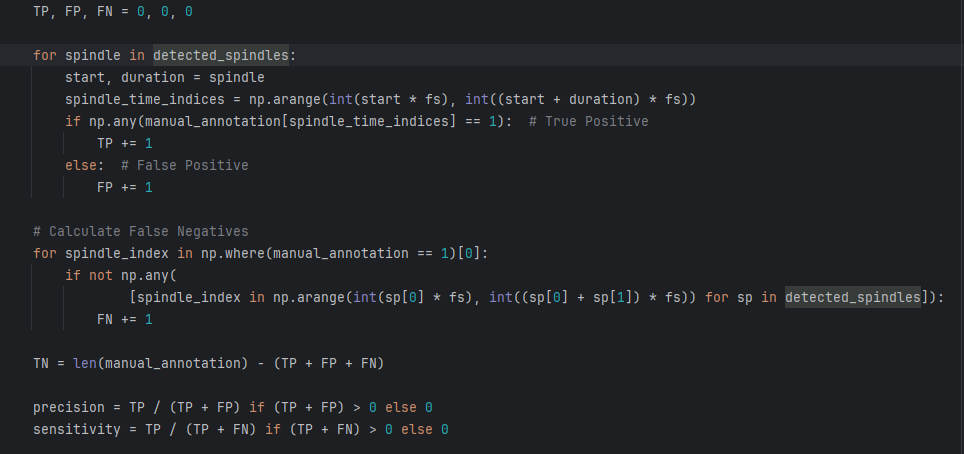 TP, FP, FN = 0, 0, 0
for spindle in detected_spindles:
start, duration = spindle
spindle_time_indices = np.arange(int(start * fs), int((start + duration) * fs))
if np.any(manual_annotation[spindle_time_indices] == 1):  # True Positive
TP += 1
else:  # False Positive
FP += 1
# Calculate False Negatives
for spindle_index in np.where(manual_annotation == 1)[0]:
if not np.any(
[spindle_index in np.arange(int(sp[0] * fs), int((sp[0] + sp[1]) * fs)) for sp in detected_spindles]):
FN += 1
TN = len(manual_annotation) - (TP + FP + FN)
precision = TP / (TP + FP) if (TP + FP) > 0 else 0
sensitivity = TP / (TP + FN) if (TP + FN) > 0 else 0